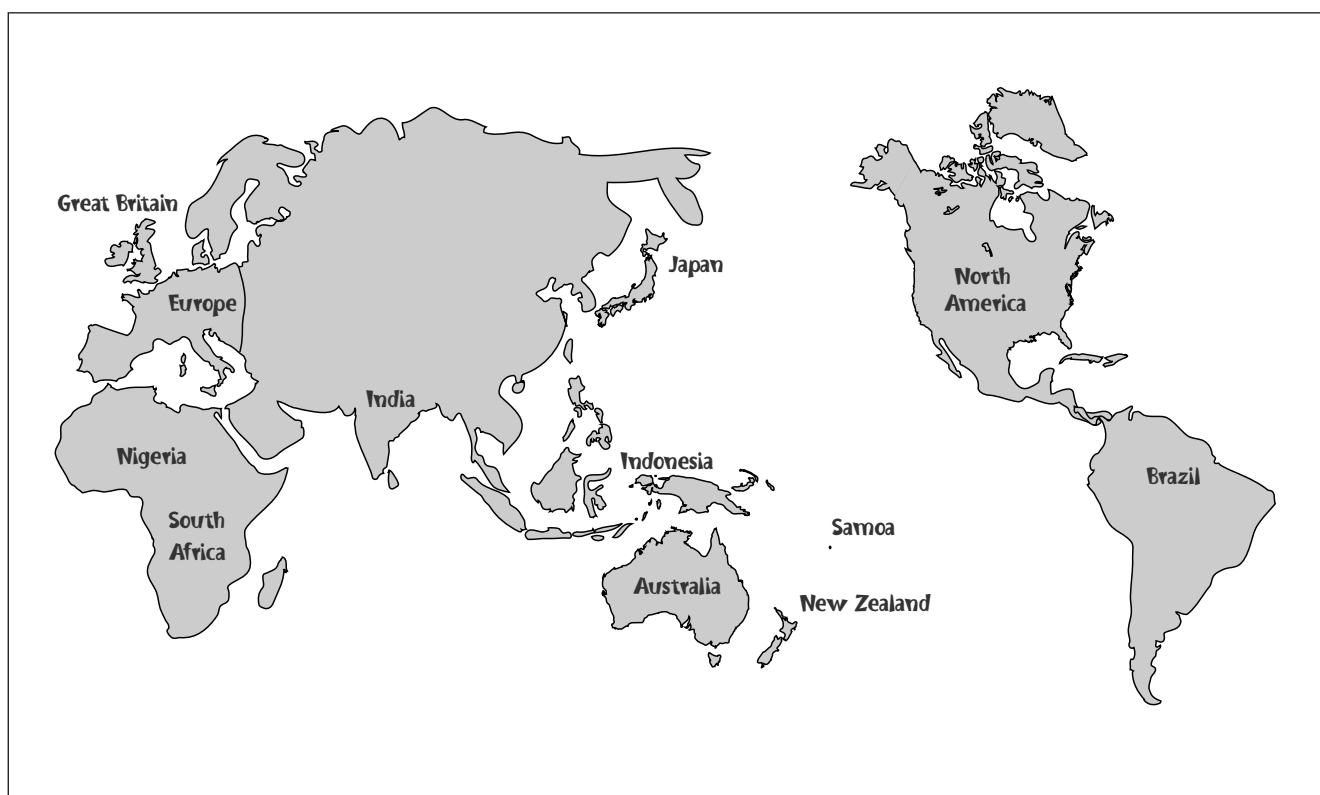 Great Britain
Japan
Europe
North
America
India
Nigeria
Indonesia
Brazil
South
Africa
Samoa
Australia
New Zealand